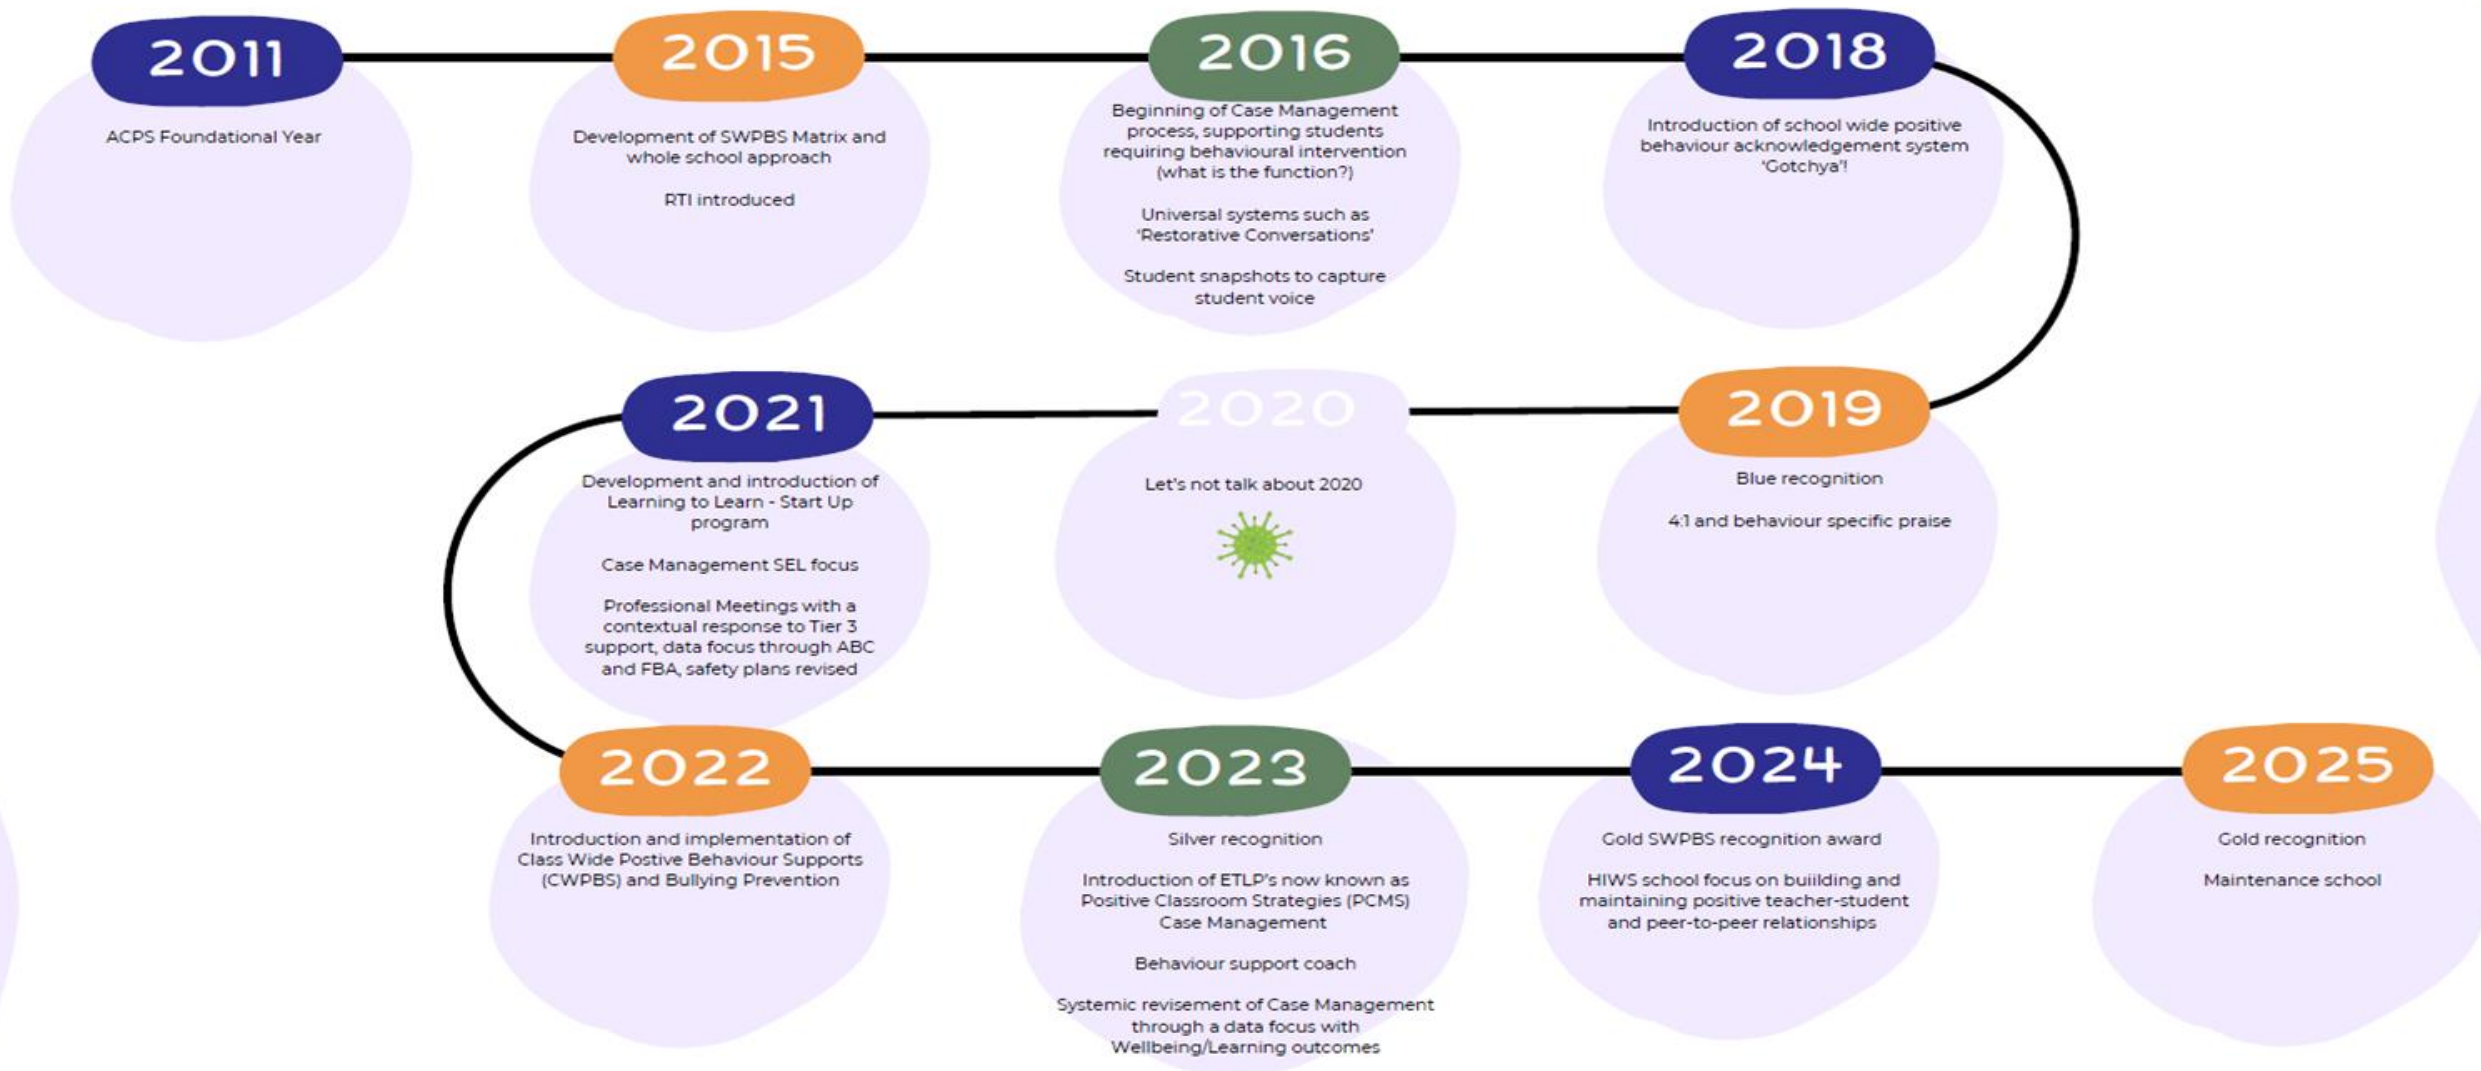 2011
ACPS Foundational Year
2015
Development of SWPBS Matrix and
whole school approach
RTI introduced
2016
Beginning of Case Management
process, supporting students
requiring behavioural intervention
(what is the function?)
Universal systems such as
'Restorative Conversations'
Student snapshots to capture
student voice
2018
Introduction of school wide positive
behaviour acknowledgement system
'Gotchya'!
2019
Blue recognition
4:1 and behaviour specific praise
2020
Let's not talk about 2020
2021
Development and introduction of
Learning to Learn - Start Up
program
Case Management SEL focus
Professional Meetings with a
contextual response to Tier 3
support, data focus through ABC
and FBA, safety plans revised
2022
Introduction and implementation of
Class Wide Postive Behaviour Supports
(CWPBS) and Bullying Prevention
2023
Silver recognition
Introduction of ETLP's now known as
Positive Classroom Strategies (PCMS)
Case Management
Behaviour support coach
Systemic revisement of Case Management
through a data focus with
Wellbeing/Learning outcomes
2024
Gold SWPBS recognition award
HIWS school focus on buiilding and
maintaining positive teacher-student
and peer-to-peer relationships
2025
Gold recognition
Maintenance school